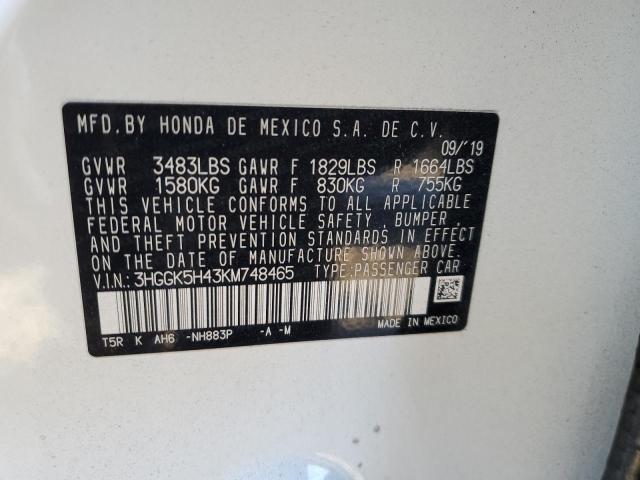 MFD.BY HONDA DE MEXICO S.A. DE C.V.
09/'19
GVWR 3483LBS GAWR F 1829LBS R 1664LBS
GVWR 1580KG GAWR F 830KG R 755KG
THIS VEHICLE CONFORMS TO ALL APPLICABLE
FEDERAL MOTOR VEHICLE SAFETY, BUMPER,
AND THEFT PREVENTION STANDARDS IN EFFECT
ON THE DATE OF MANUFACTURE SHOWN ABOVE.
V.I.N.: 3HGGK5H43KM748465 TYPE:PASSENGER CAR
T5R K AH6 -NH883P -A -M MADE IN MEXICO